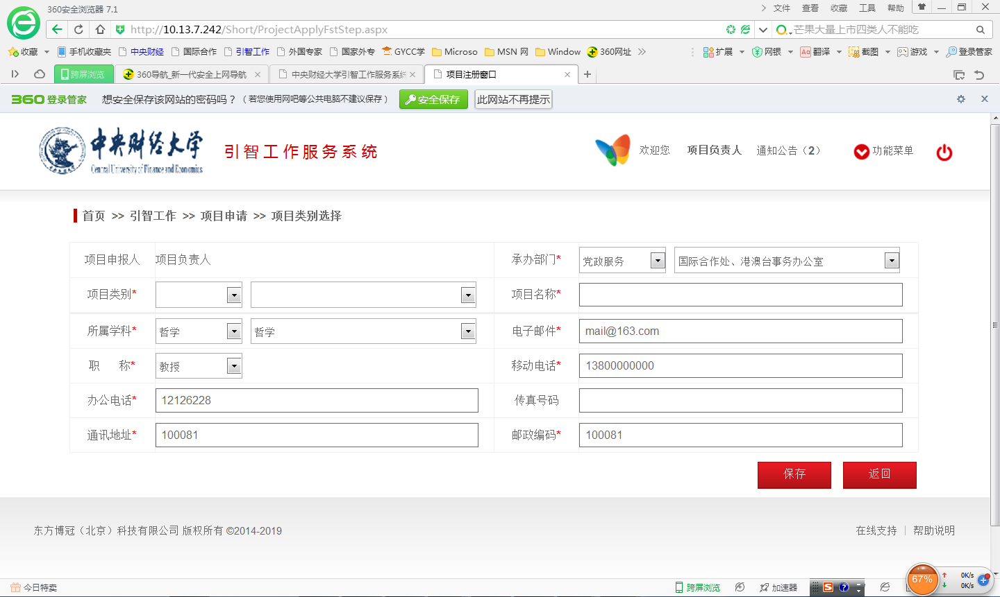 360安全浏览器 7.1
文件 查看 收藏 工具 帮助
http://10.13.7.242/Short/ProjectApplyFstStep.aspx
芒果大量上市四类人不能吃
收藏 手机收藏夹 中央财经 国际合作 引智工作 外国专家 国家外专 GYCC学 Microso MSN 网 Window 360网址 扩展 网银 翻译 截图 游戏 登录管家
跨屏浏览 360导航_新一代安全上网导航 中央财经大学引智工作服务系统 项目注册窗口
360 登录管家 想安全保存该网站的密码吗？（若您使用网吧等公共电脑不建议保存） 安全保存 此网站不再提示
中央财经大学
Central University of Finance and Economics
引智工作服务系统
欢迎您 项目负责人 通知公告（2） 功能菜单
首页 >> 引智工作 >> 项目申请 >> 项目类别选择
项目申报人 项目负责人 承办部门* 党政服务 国际合作处、港澳台事务办公室
项目类别* 项目名称*
所属学科* 哲学 哲学 电子邮件* mail@163.com
职 称* 教授 移动电话* 13800000000
办公电话* 12126228 传真号码
通讯地址* 100081 邮政编码* 100081
保存 返回
东方博冠（北京）科技有限公司 版权所有 ©2014-2019
在线支持 | 帮助说明
今日特卖 跨屏浏览 加速器
67% 0K/s
0K/s